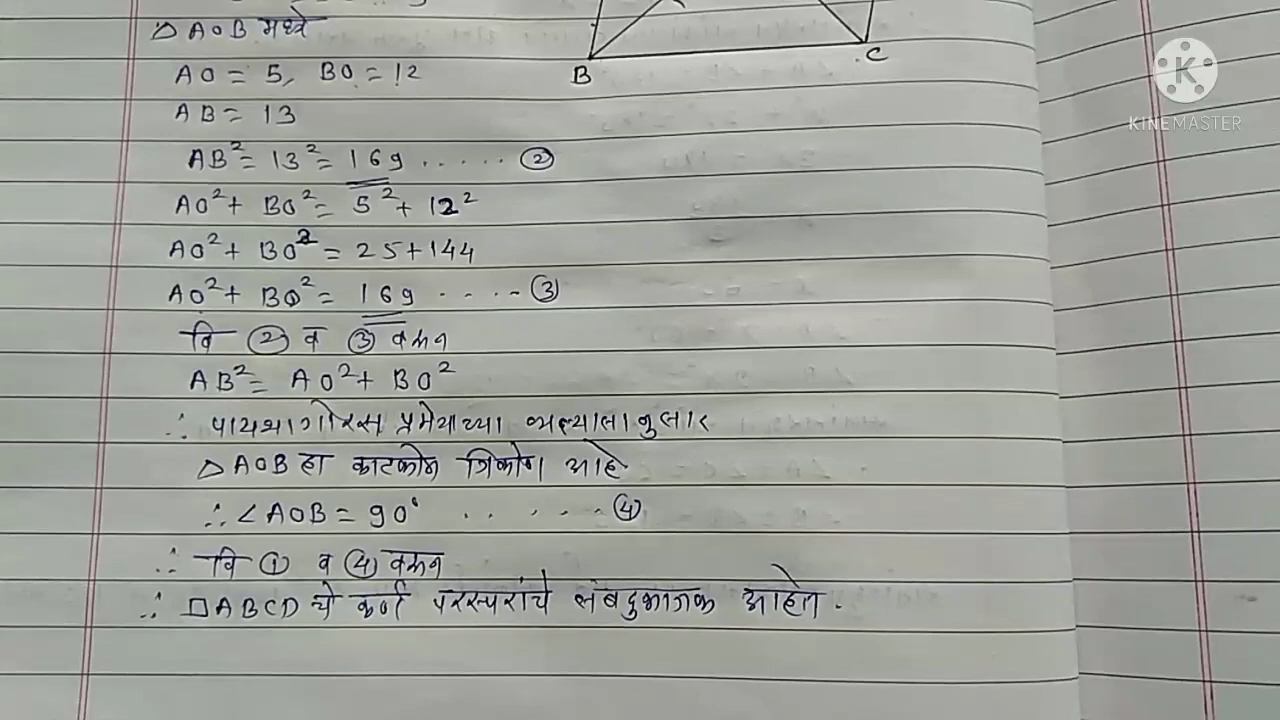 △ AOB मध्ये
AO = 5, BO = 12
AB = 13
AB² = 13² = 169 ..... ②
AO² + BO² = 5² + 12²
AO² + BO² = 25 + 144
AO² + BO² = 169 ..... ③
वि ② व ③ वरून
AB² = AO² + BO²
∴ पायथागोरस प्रमेयाच्या व्यत्यासानुसार
△ AOB हा काटकोन त्रिकोण आहे
∴ ∠AOB = 90° ...... ④
∴ वि ① व ④ वरून
∴ □ABCD चे कर्ण परस्परांचे लंबदुभाजक आहेत.
B
C
K
KINEMASTER